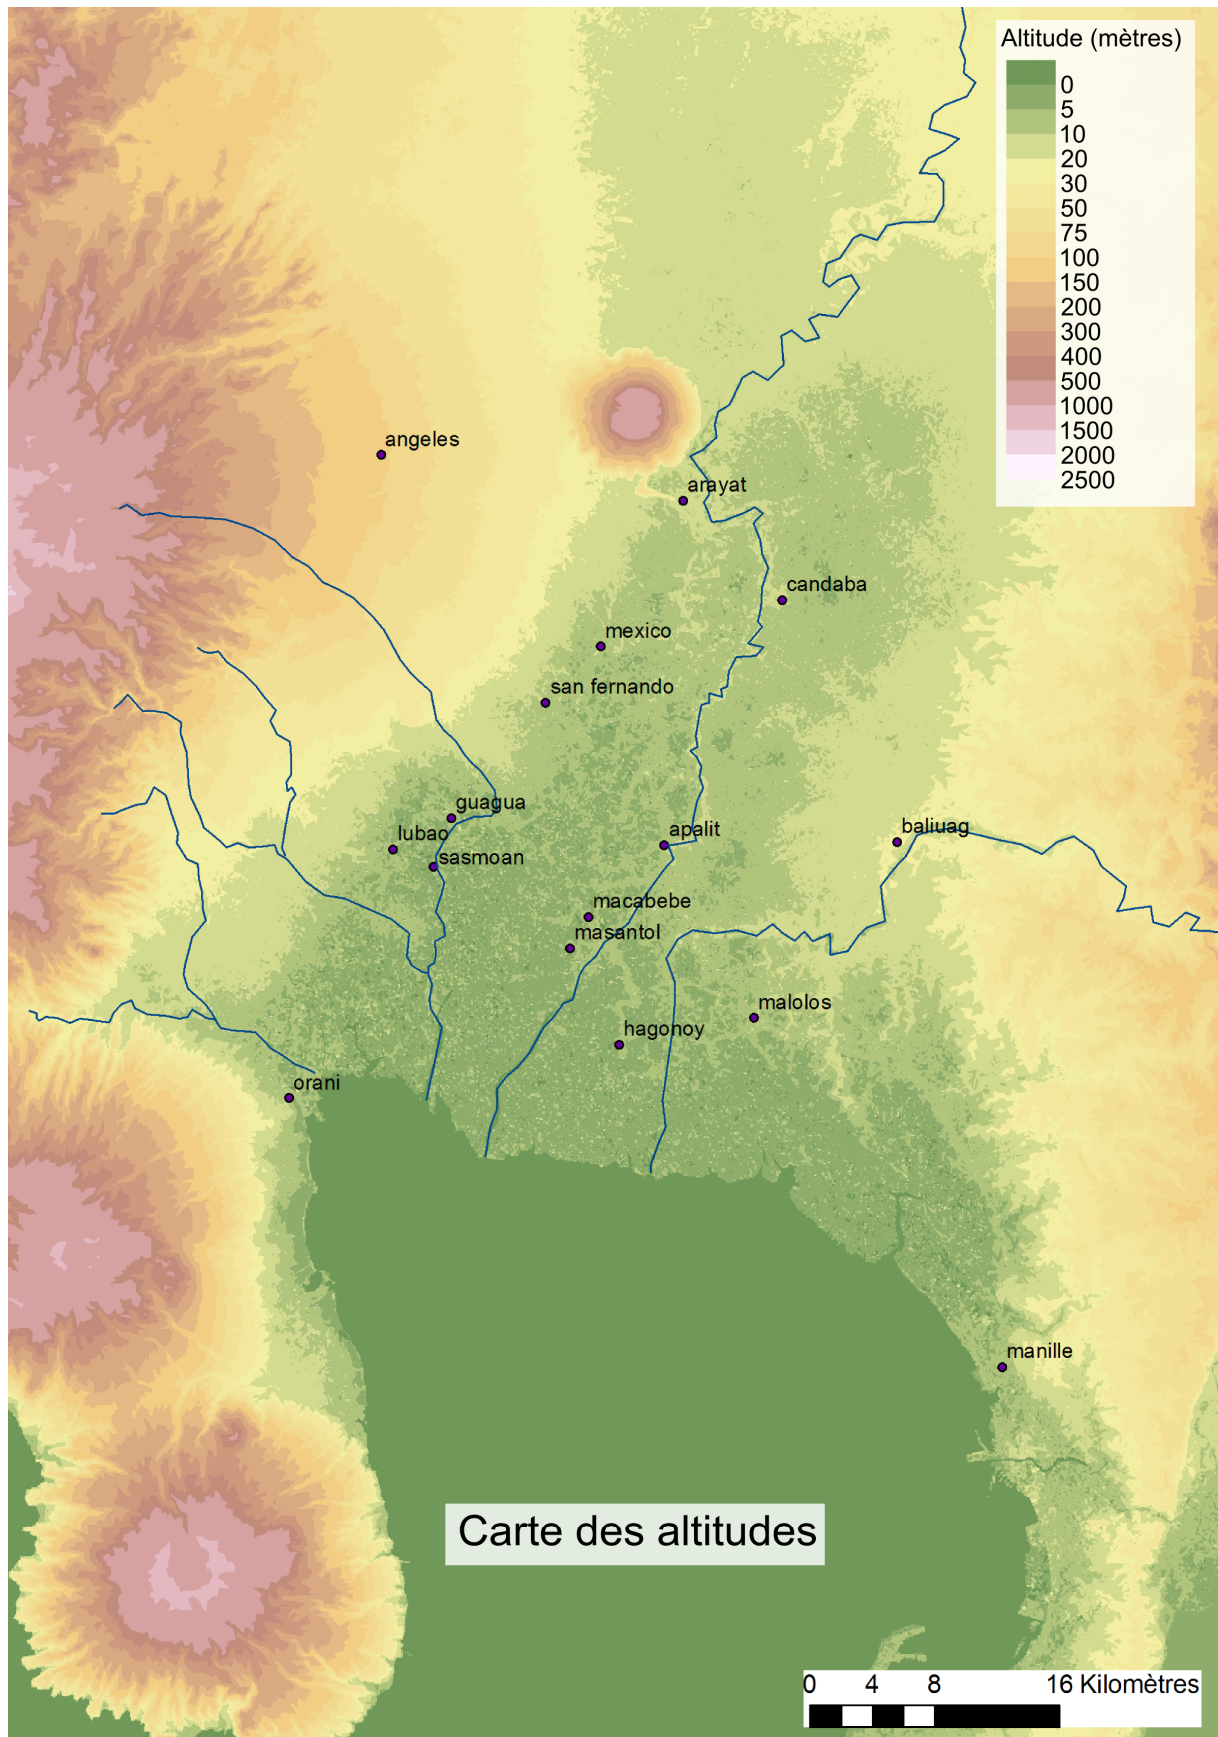 Altitude (mètres)
0
5
10
20
30
50
75
100
150
200
300
400
500
1000
1500
2000
2500
angeles
arayat
candaba
mexico
san fernando
guagua
lubao
sasmoan
apalit
baliuag
macabebe
masantol
malolos
hagonoy
orani
manille
Carte des altitudes
0 4 8 16 Kilomètres